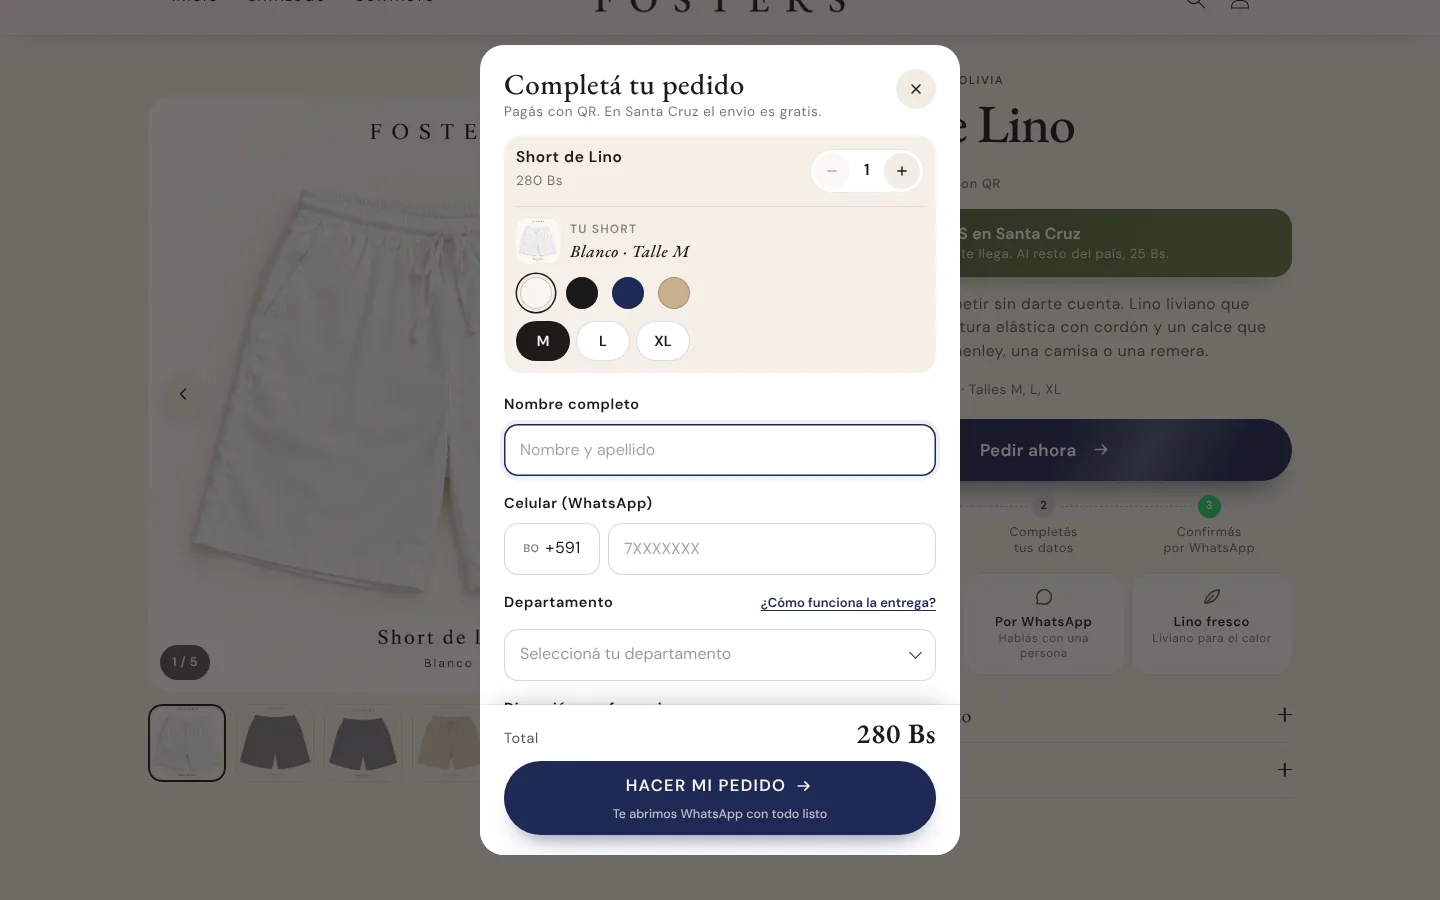 FOSTERS
OLIVIA
Completá tu pedido
Pagás con QR. En Santa Cruz el envío es gratis.
Short de Lino
280 Bs
1
TU SHORT
Blanco · Talle M
M
L
XL
Nombre completo
Nombre y apellido
Celular (WhatsApp)
BO +591
7XXXXXXX
Departamento
¿Cómo funciona la entrega?
Seleccioná tu departamento
Total
280 Bs
HACER MI PEDIDO →
Te abrimos WhatsApp con todo listo
FOSTE
Short de l
Blanco
1 / 5
e Lino
on QR
S en Santa Cruz
te llega. Al resto del país, 25 Bs.
petir sin darte cuenta. Lino liviano que
tura elástica con cordón y un calce que
henley, una camisa o una remera.
· Talles M, L, XL
Pedir ahora →
2
3
Completás
tus datos
Confirmás
por WhatsApp
Por WhatsApp
Hablás con una
persona
Lino fresco
Liviano para el calor
to